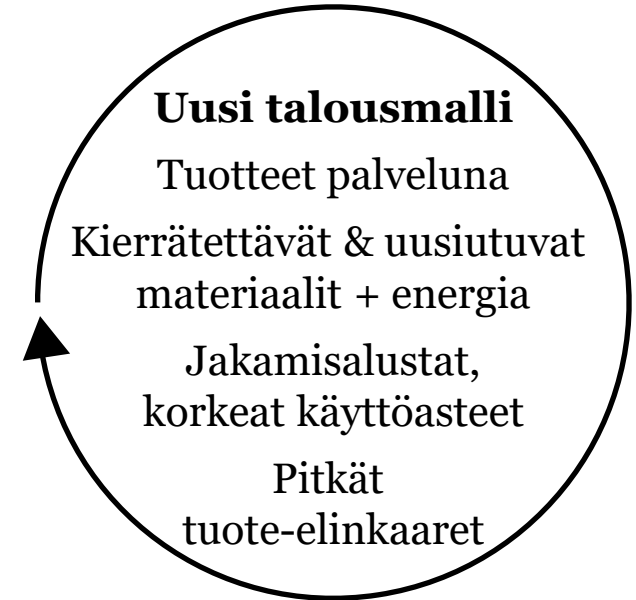 Uusi talousmalli
Tuotteet palveluna
Kierrätettävät & uusiutuvat
materiaalit + energia
Jakamisalustat,
korkeat käyttöasteet
Pitkät
tuote-elinkaaret